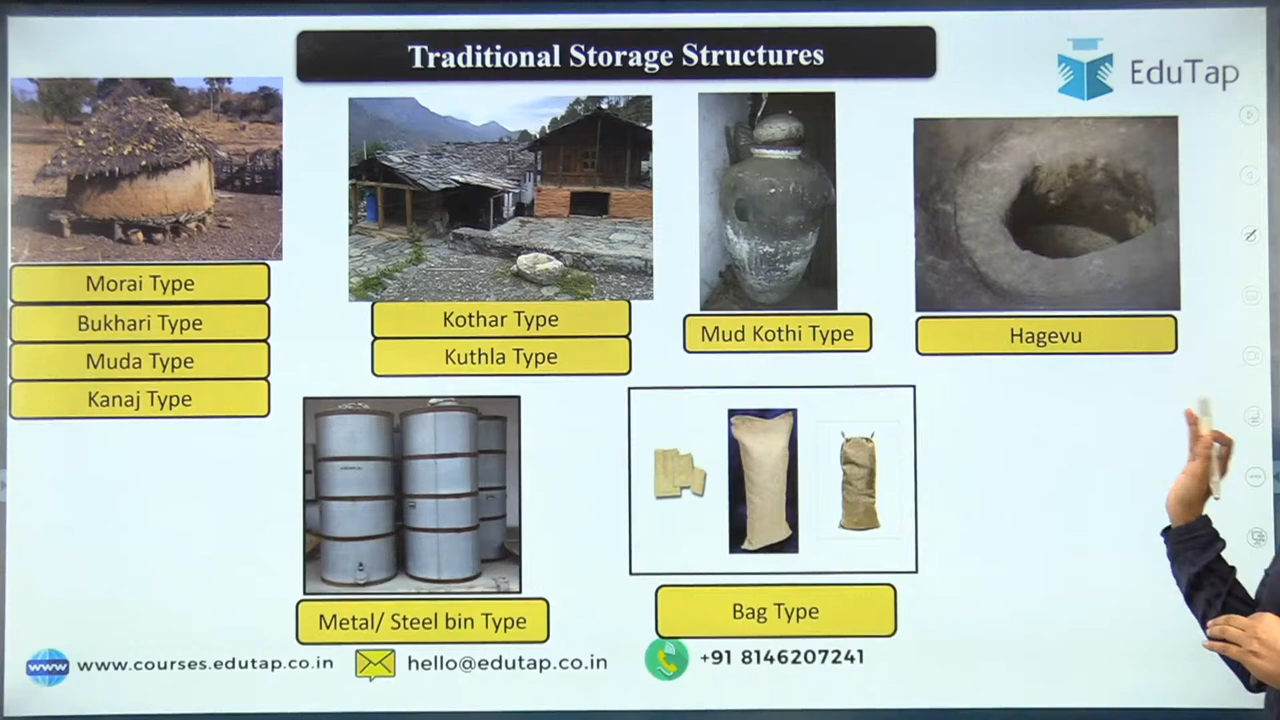 Traditional Storage Structures
EduTap
Morai Type
Bukhari Type
Muda Type
Kanaj Type
Kothar Type
Kuthla Type
Mud Kothi Type
Hagevu
Metal/ Steel bin Type
Bag Type
www www.courses.edutap.co.in
hello@edutap.co.in
+91 8146207241